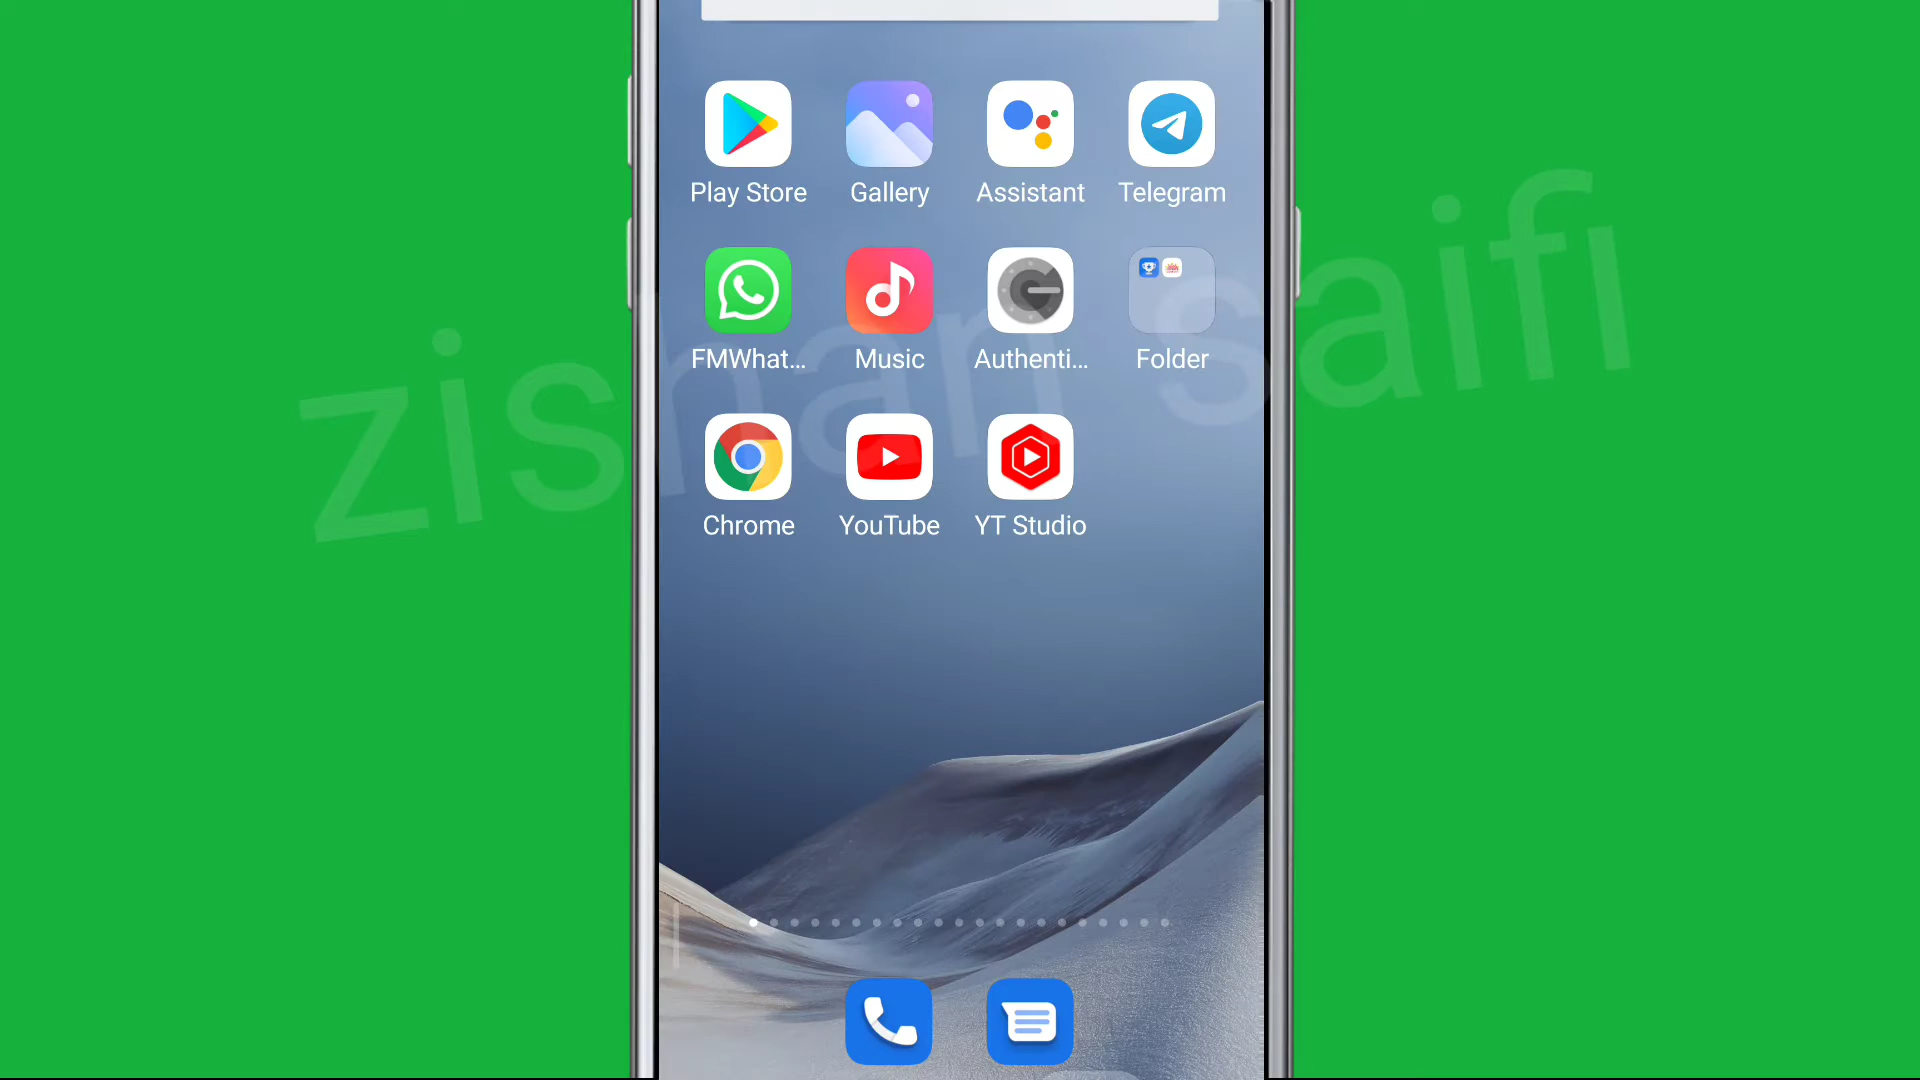 Play Store Gallery Assistant Telegram
FMWhat... Music Authenti... Folder
Chrome YouTube YT Studio
zishan saifi